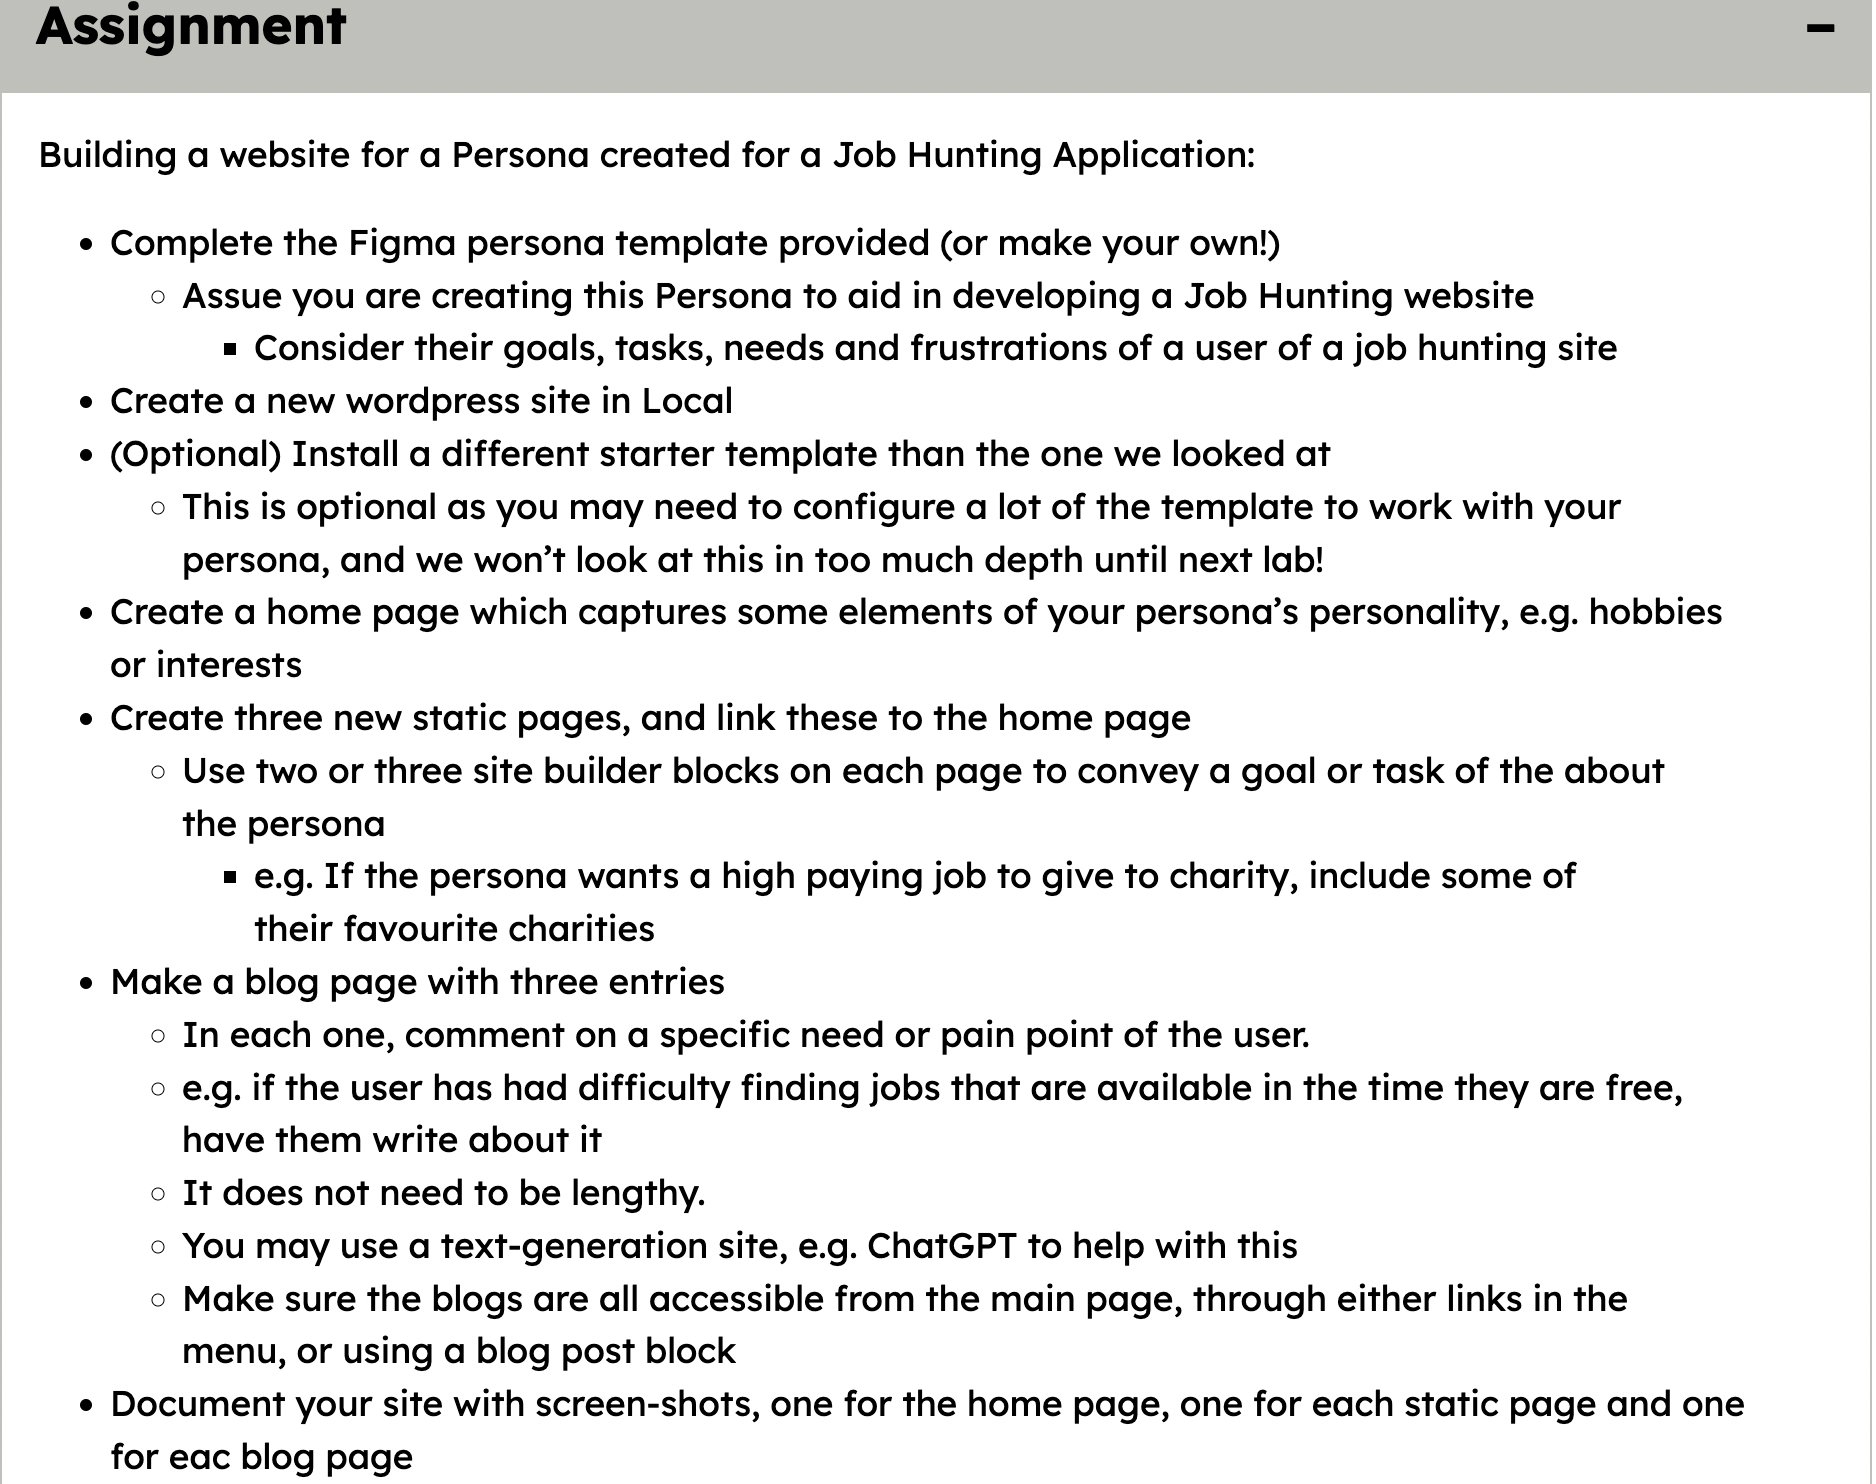 Assignment
Building a website for a Persona created for a Job Hunting Application:
Complete the Figma persona template provided (or make your own!)
Assue you are creating this Persona to aid in developing a Job Hunting website
Consider their goals, tasks, needs and frustrations of a user of a job hunting site
Create a new wordpress site in Local
(Optional) Install a different starter template than the one we looked at
This is optional as you may need to configure a lot of the template to work with your
persona, and we won’t look at this in too much depth until next lab!
Create a home page which captures some elements of your persona’s personality, e.g. hobbies
or interests
Create three new static pages, and link these to the home page
Use two or three site builder blocks on each page to convey a goal or task of the about
the persona
e.g. If the persona wants a high paying job to give to charity, include some of
their favourite charities
Make a blog page with three entries
In each one, comment on a specific need or pain point of the user.
e.g. if the user has had difficulty finding jobs that are available in the time they are free,
have them write about it
It does not need to be lengthy.
You may use a text-generation site, e.g. ChatGPT to help with this
Make sure the blogs are all accessible from the main page, through either links in the
menu, or using a blog post block
Document your site with screen-shots, one for the home page, one for each static page and one
for eac blog page